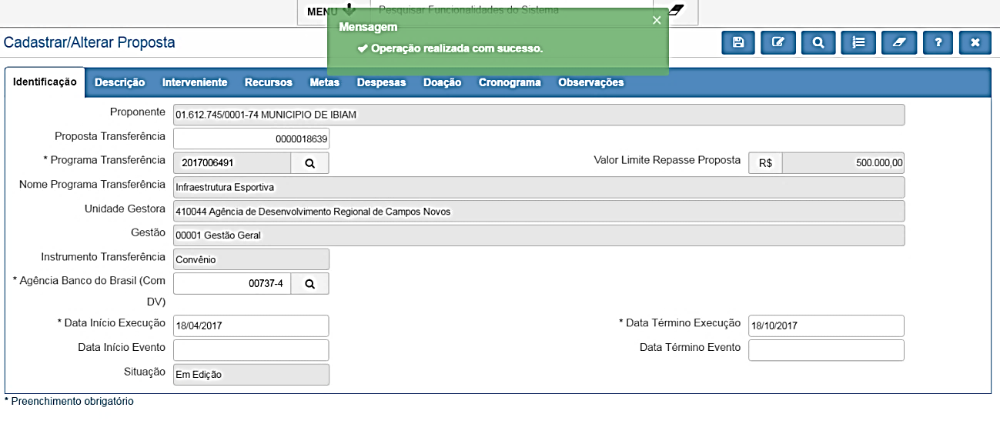 MENU
Pesquisar Funcionalidades do Sistema
Mensagem
×
Operação realizada com sucesso.
Cadastrar/Alterar Proposta
?
Identificação Descrição Interveniente Recursos Metas Despesas Doação Cronograma Observações
Proponente 01.612.745/0001-74 MUNICIPIO DE IBIAM
Proposta Transferência 0000018639
* Programa Transferência 2017006491 Valor Limite Repasse Proposta R$ 500.000,00
Nome Programa Transferência Infraestrutura Esportiva
Unidade Gestora 410044 Agência de Desenvolvimento Regional de Campos Novos
Gestão 00001 Gestão Geral
Instrumento Transferência Convênio
* Agência Banco do Brasil (Com 00737-4
DV)
* Data Início Execução 18/04/2017 * Data Término Execução 18/10/2017
Data Início Evento Data Término Evento
Situação Em Edição
* Preenchimento obrigatório